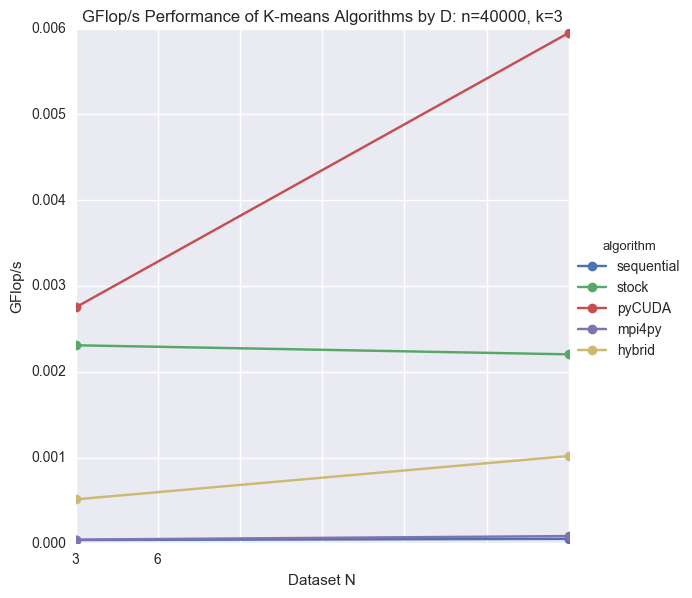 GFlop/s Performance of K-means Algorithms by D: n=40000, k=3
0.006
0.005
0.004
0.003
0.002
0.001
0.000
GFlop/s
3 6
Dataset N
algorithm
sequential
stock
pyCUDA
mpi4py
hybrid